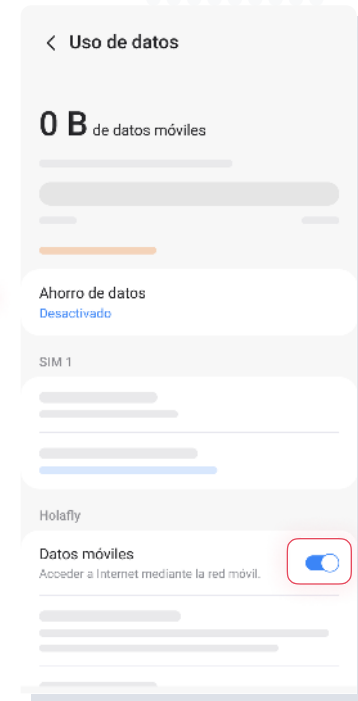 Uso de datos
0 B de datos móviles
Ahorro de datos
Desactivado
SIM 1
Holafly
Datos móviles
Acceder a Internet mediante la red móvil.